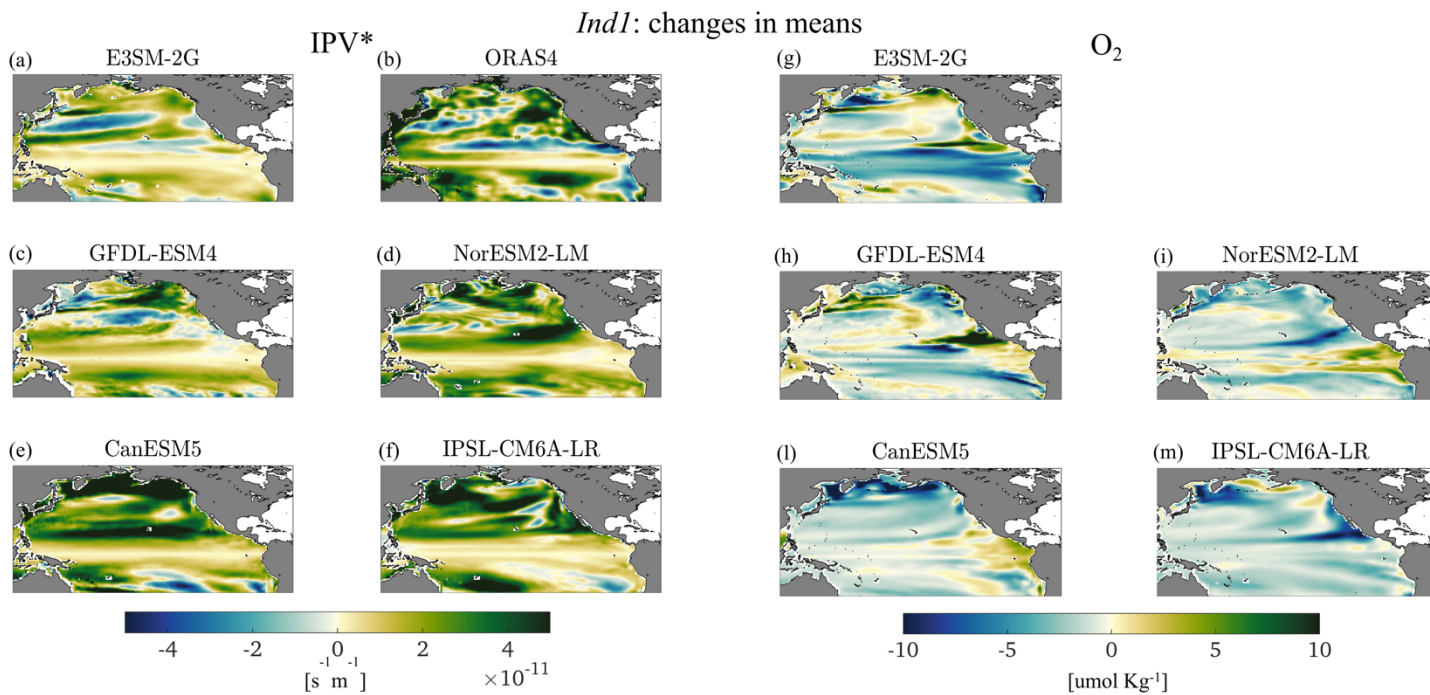 Ind1: changes in means
IPV*
O₂
(a) E3SM-2G
(b) ORAS4
(g) E3SM-2G
(c) GFDL-ESM4
(d) NorESM2-LM
(h) GFDL-ESM4
(i) NorESM2-LM
(e) CanESM5
(f) IPSL-CM6A-LR
(l) CanESM5
(m) IPSL-CM6A-LR
-4 -2 0 2 4
[s⁻¹ m⁻¹] ×10⁻¹¹
-10 -5 0 5 10
[umol Kg⁻¹]